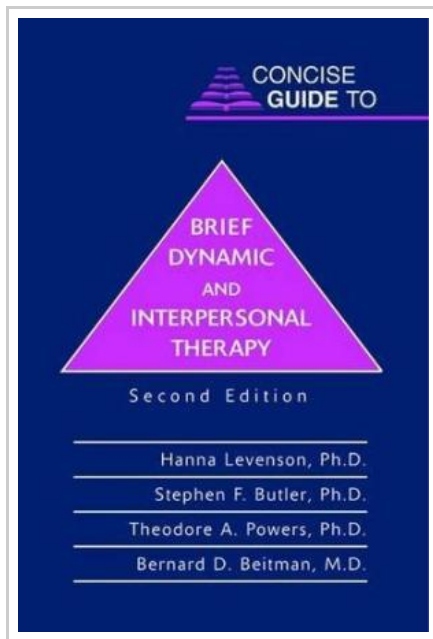 CONCISE
GUIDE TO
BRIEF
DYNAMIC
AND
INTERPERSONAL
THERAPY
Second Edition
Hanna Levenson, Ph.D.
Stephen F. Butler, Ph.D.
Theodore A. Powers, Ph.D.
Bernard D. Beitman, M.D.